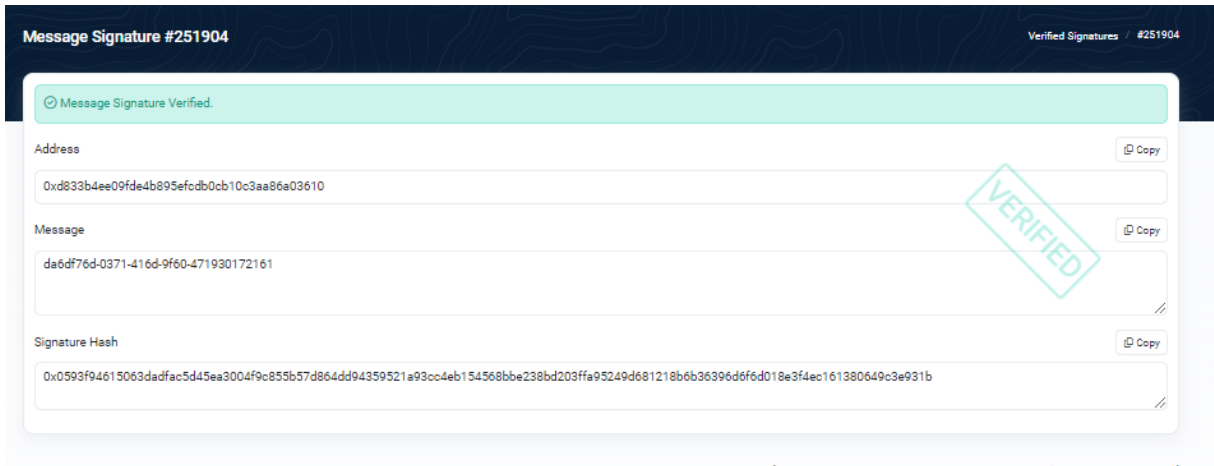 Message Signature #251904
Verified Signatures / #251904
Message Signature Verified.
Address
Copy
0xd833b4ee09fde4b895efcdb0cb10c3aa86a03610
VERIFIED
Message
Copy
da6df76d-0371-416d-9f60-471930172161
Signature Hash
Copy
0x0593f94615063dadfac5d45ea3004f9c855b57d864dd94359521a93cc4eb154568bbe238bd203ffa95249d681218b6b36396d6f6d018e3f4ec161380649c3e931b